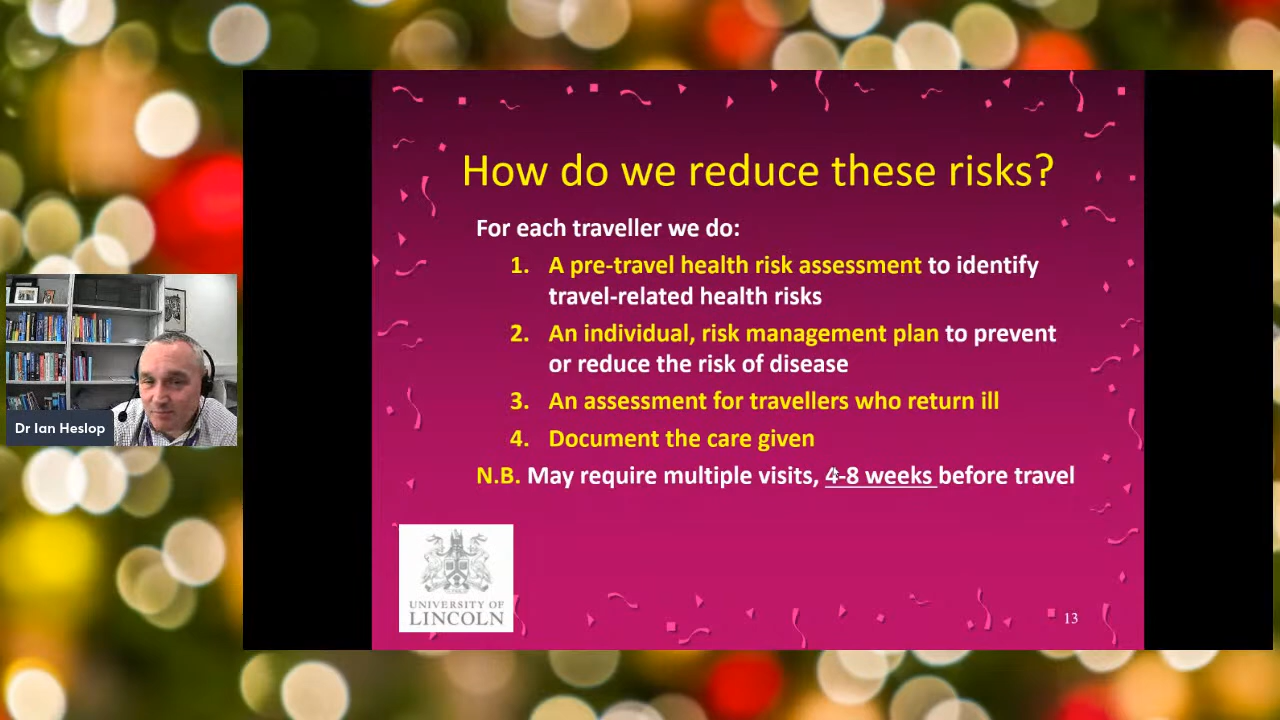 How do we reduce these risks?
For each traveller we do:
1. A pre-travel health risk assessment to identify
travel-related health risks
2. An individual, risk management plan to prevent
or reduce the risk of disease
3. An assessment for travellers who return ill
4. Document the care given
N.B. May require multiple visits, 4-8 weeks before travel
Dr Ian Heslop
UNIVERSITY OF
LINCOLN
13